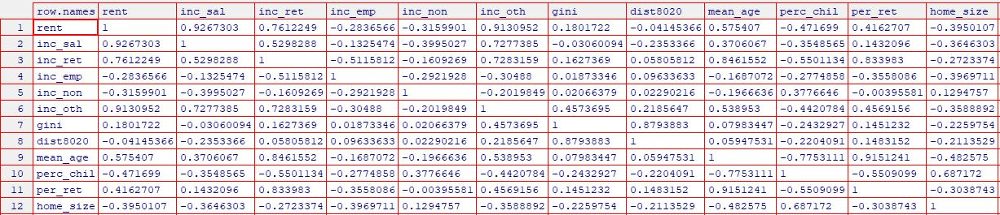 row.names rent inc_sal inc_ret inc_emp inc_non inc_oth gini dist8020 mean_age perc_chil per_ret home_size
1 rent 1 0.9267303 0.7612249 -0.2836566 -0.3159901 0.9130952 0.1801722 -0.04145366 0.575407 -0.471699 0.4162707 -0.3950107
2 inc_sal 0.9267303 1 0.5298288 -0.1325474 -0.3995027 0.7277385 -0.03060094 -0.2353366 0.3706067 -0.3548565 0.1432096 -0.3646303
3 inc_ret 0.7612249 0.5298288 1 -0.5115812 -0.1609269 0.7283159 0.1627369 0.05805812 0.8461552 -0.5501134 0.833983 -0.2723374
4 inc_emp -0.2836566 -0.1325474 -0.5115812 1 -0.2921928 -0.30488 0.01873346 0.09633633 -0.1687072 -0.2774858 -0.3558086 -0.3969711
5 inc_non -0.3159901 -0.3995027 -0.1609269 -0.2921928 1 -0.2019849 0.02066379 0.02290216 -0.1966636 0.3776646 -0.00395581 0.1294757
6 inc_oth 0.9130952 0.7277385 0.7283159 -0.30488 -0.2019849 1 0.4573695 0.2185647 0.538953 -0.4420784 0.4569156 -0.3588892
7 gini 0.1801722 -0.03060094 0.1627369 0.01873346 0.02066379 0.4573695 1 0.8793883 0.07983447 -0.2432927 0.1451232 -0.2259754
8 dist8020 -0.04145366 -0.2353366 0.05805812 0.09633633 0.02290216 0.2185647 0.8793883 1 0.05947531 -0.2204091 0.1483152 -0.2113529
9 mean_age 0.575407 0.3706067 0.8461552 -0.1687072 -0.1966636 0.538953 0.07983447 0.05947531 1 -0.7753111 0.9151241 -0.482575
10 perc_chil -0.471699 -0.3548565 -0.5501134 -0.2774858 0.3776646 -0.4420784 -0.2432927 -0.2204091 -0.7753111 1 -0.5509099 0.687172
11 per_ret 0.4162707 0.1432096 0.833983 -0.3558086 -0.00395581 0.4569156 0.1451232 0.1483152 0.9151241 -0.5509099 1 -0.3038743
12 home_size -0.3950107 -0.3646303 -0.2723374 -0.3969711 0.1294757 -0.3588892 -0.2259754 -0.2113529 -0.482575 0.687172 -0.3038743 1